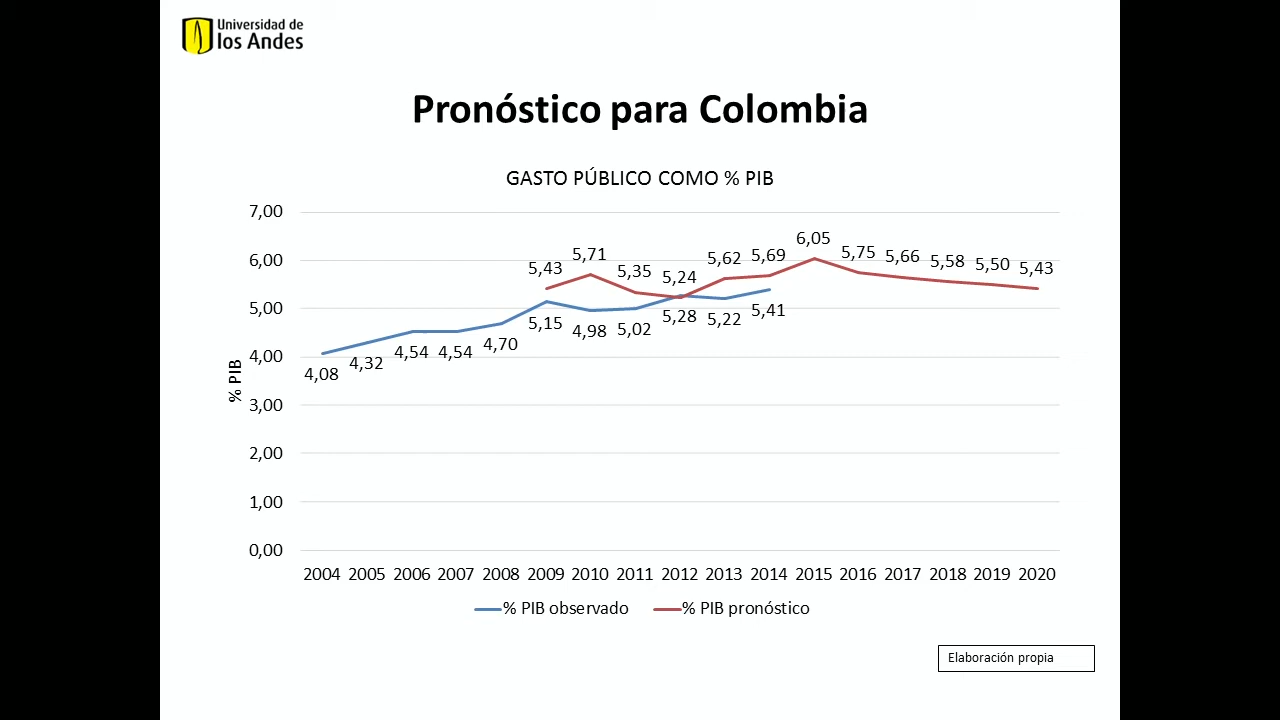 Universidad de
los Andes
Pronóstico para Colombia
GASTO PÚBLICO COMO % PIB
% PIB
7,00
6,00
5,00
4,00
3,00
2,00
1,00
0,00
5,43 5,71 5,35 5,24 5,62 5,69 6,05 5,75 5,66 5,58 5,50 5,43
4,08 4,32 4,54 4,54 4,70 5,15 4,98 5,02 5,28 5,22 5,41
2004 2005 2006 2007 2008 2009 2010 2011 2012 2013 2014 2015 2016 2017 2018 2019 2020
% PIB observado % PIB pronóstico
Elaboración propia